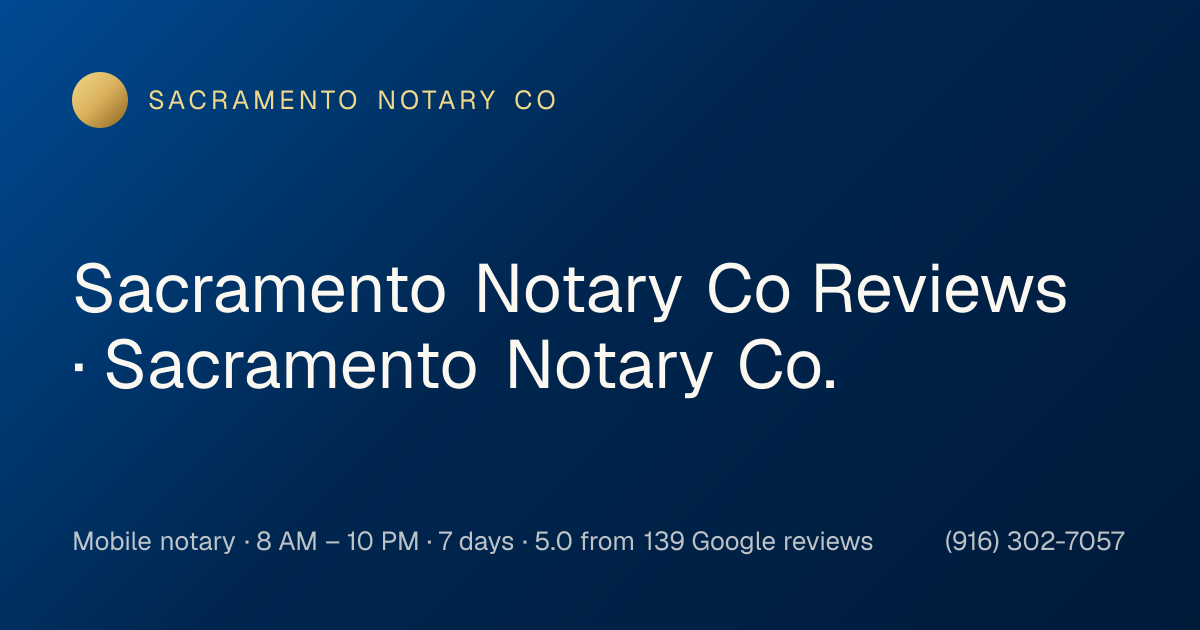 SACRAMENTO NOTARY CO
Sacramento Notary Co Reviews
· Sacramento Notary Co.
Mobile notary · 8 AM – 10 PM · 7 days · 5.0 from 139 Google reviews (916) 302-7057